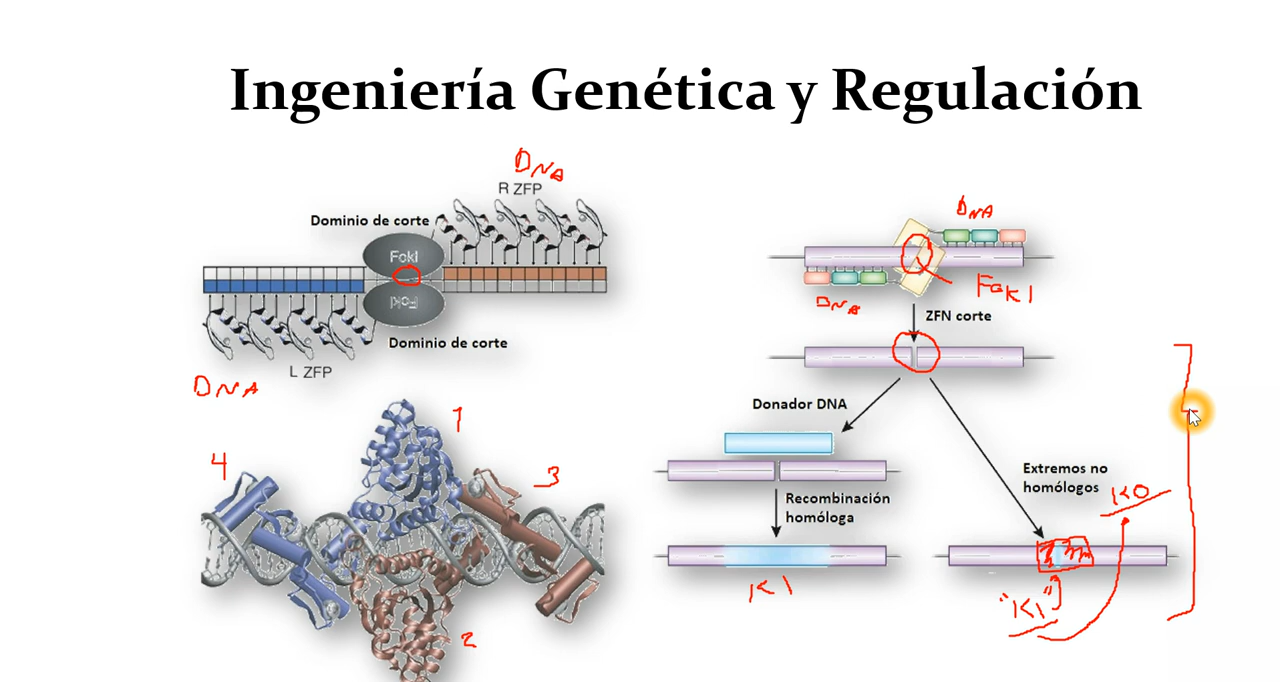 Ingeniería Genética y Regulación
DNA
R ZFP
Dominio de corte
FokI
FokI
Dominio de corte
L ZFP
DNA
1
4
3
2
DNA
DNA
FoK1
ZFN corte
Donador DNA
Recombinación
homóloga
KI
Extremos no
homólogos
KO
"KI"